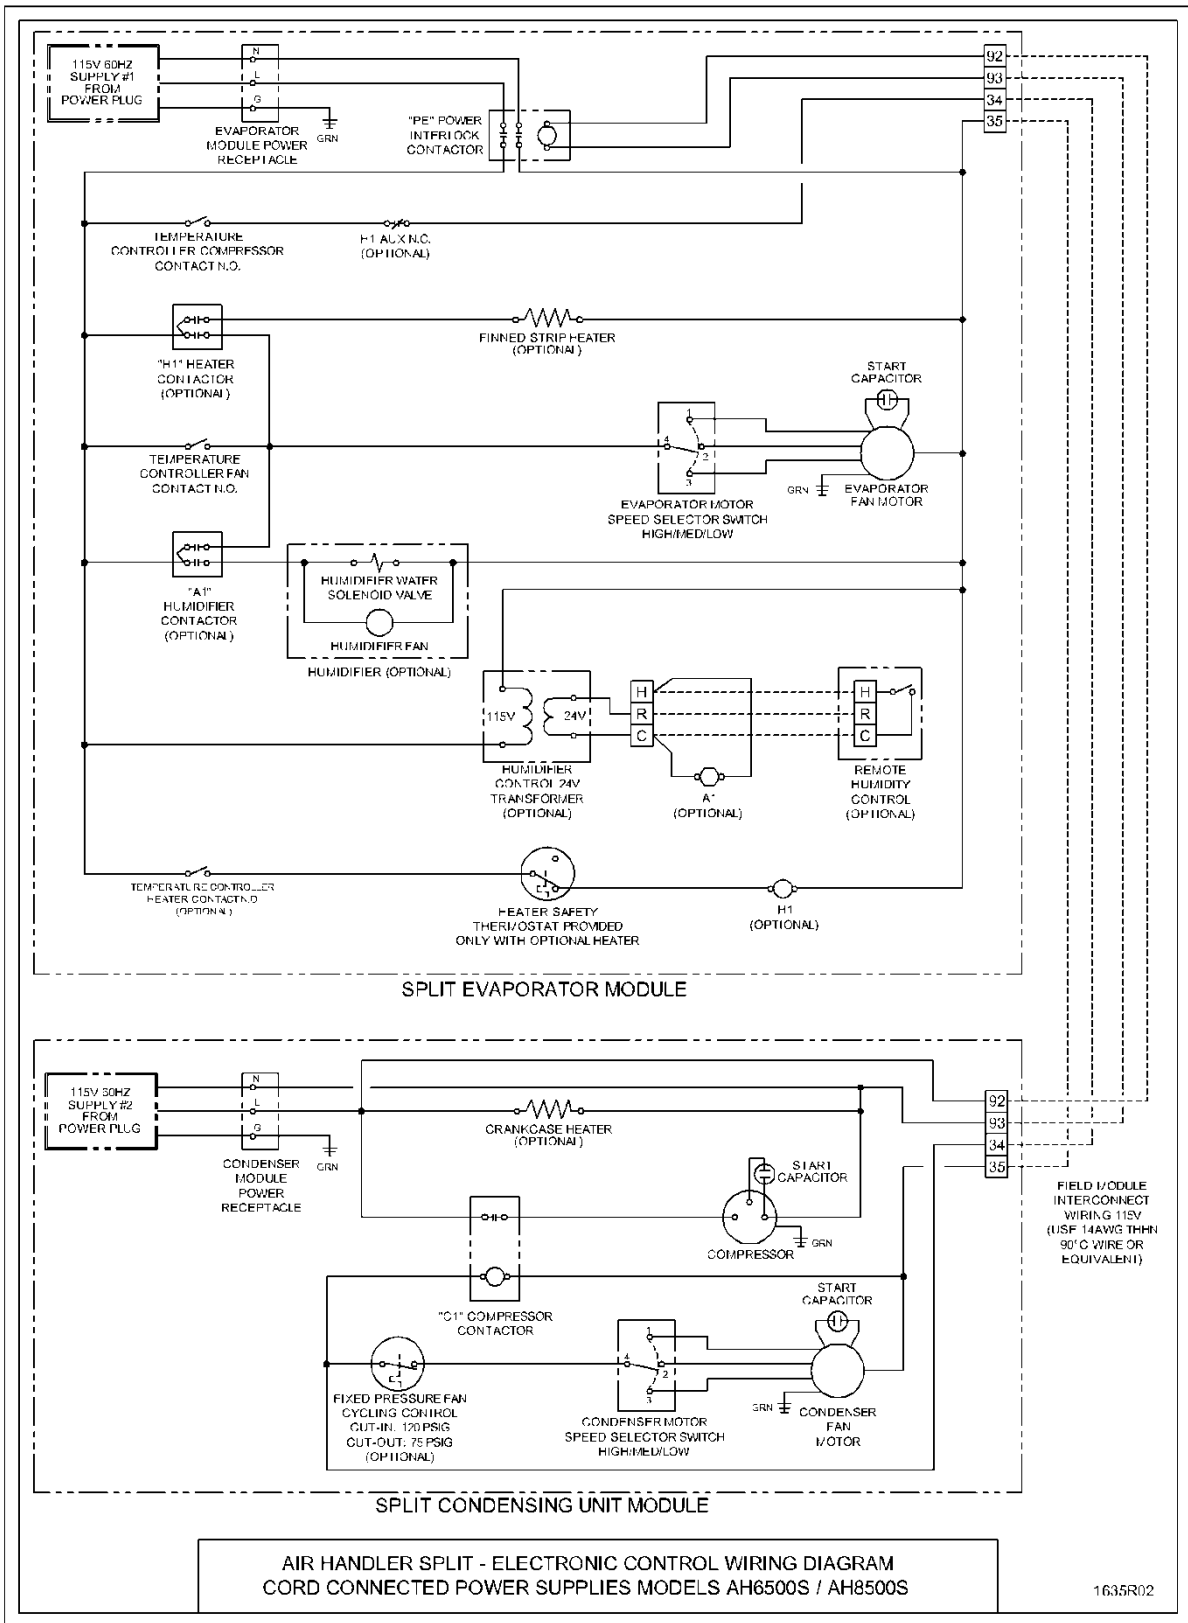 115V 60HZ
SUPPLY #1
FROM
POWER PLUG
N
L
G
GRN
EVAPORATOR
MODULE POWER
RECEPTACLE
"PE" POWER
INTERLOCK
CONTACTOR
92
93
34
35
TEMPERATURE
CONTROLLER COMPRESSOR
CONTACT N.O.
H1 AUX N.C.
(OPTIONAL)
"H1" HEATER
CONTACTOR
(OPTIONAL)
FINNED STRIP HEATER
(OPTIONAL)
START
CAPACITOR
TEMPERATURE
CONTROLLER FAN
CONTACT N.O.
1
4
2
3
EVAPORATOR MOTOR
SPEED SELECTOR SWITCH
HIGH/MED/LOW
GRN
EVAPORATOR
FAN MOTOR
"A1"
HUMIDIFIER
CONTACTOR
(OPTIONAL)
HUMIDIFIER WATER
SOLENOID VALVE
HUMIDIFIER FAN
HUMIDIFIER (OPTIONAL)
115V
24V
HUMIDIFIER
CONTROL 24V
TRANSFORMER
(OPTIONAL)
H
R
C
A1
(OPTIONAL)
H
R
C
REMOTE
HUMIDITY
CONTROL
(OPTIONAL)
TEMPERATURE CONTROLLER
HEATER CONTACT N.O
(OPTIONAL)
HEATER SAFETY
THERMOSTAT PROVIDED
ONLY WITH OPTIONAL HEATER
H1
(OPTIONAL)
SPLIT EVAPORATOR MODULE
115V 60HZ
SUPPLY #2
FROM
POWER PLUG
N
L
G
GRN
CONDENSER
MODULE
POWER
RECEPTACLE
CRANKCASE HEATER
(OPTIONAL)
92
93
34
35
START
CAPACITOR
GRN
COMPRESSOR
FIELD MODULE
INTERCONNECT
WIRING 115V
(USE 14AWG THHN
90°C WIRE OR
EQUIVALENT)
"C1" COMPRESSOR
CONTACTOR
START
CAPACITOR
FIXED PRESSURE FAN
CYCLING CONTROL
CUT-IN: 120 PSIG
CUT-OUT: 75 PSIG
(OPTIONAL)
1
4
2
3
CONDENSER MOTOR
SPEED SELECTOR SWITCH
HIGH/MED/LOW
GRN
CONDENSER
FAN
MOTOR
SPLIT CONDENSING UNIT MODULE
AIR HANDLER SPLIT - ELECTRONIC CONTROL WIRING DIAGRAM
CORD CONNECTED POWER SUPPLIES MODELS AH6500S / AH8500S
1635R02